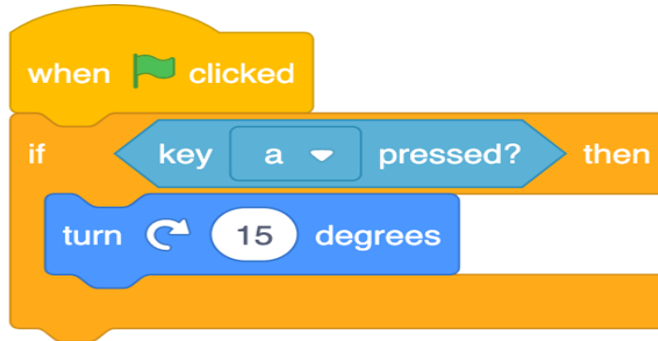 when clicked
if key a pressed? then
turn 15 degrees